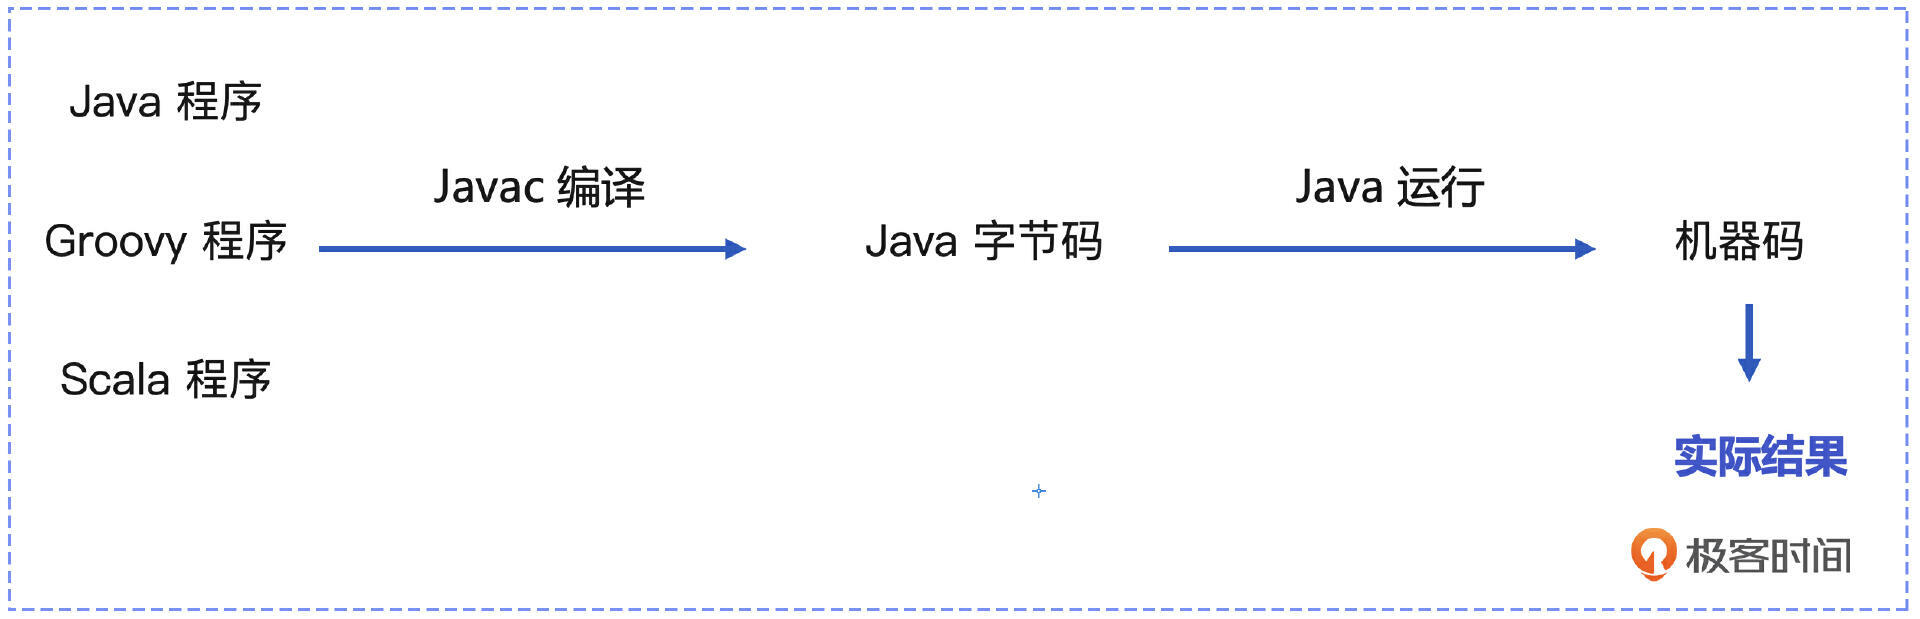 Java 程序
Groovy 程序
Scala 程序
Javac 编译
Java 字节码
Java 运行
机器码
实际结果
极客时间